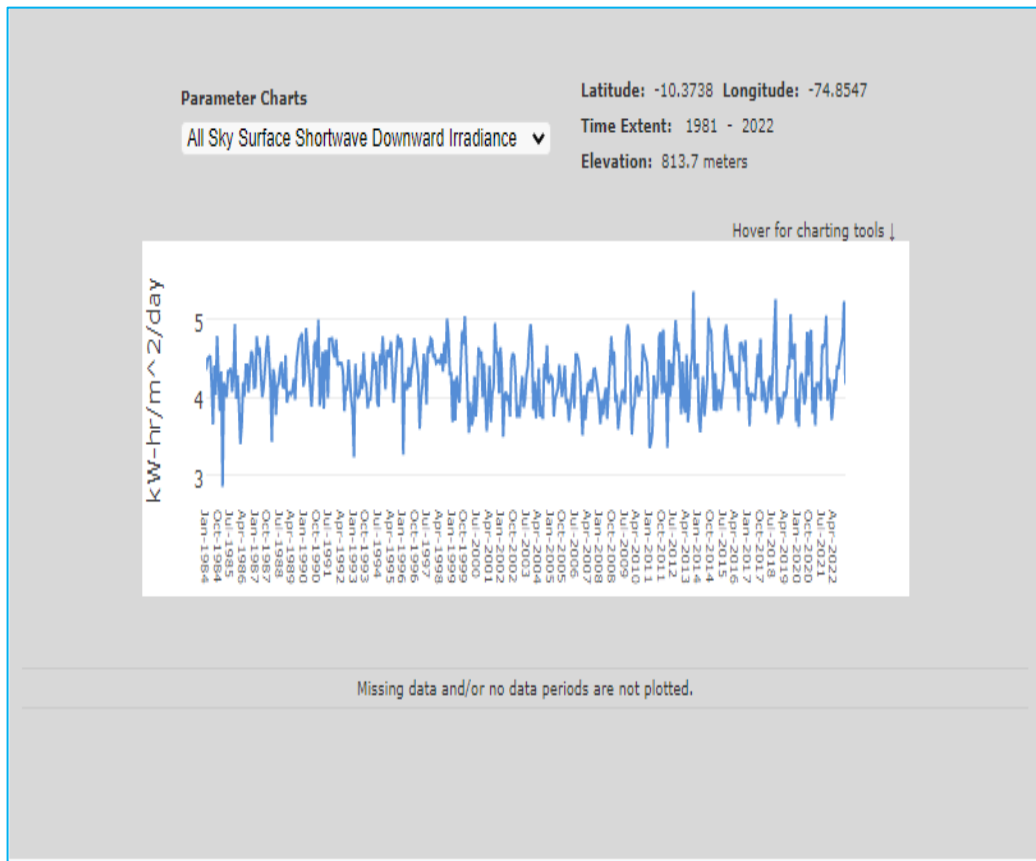 Parameter Charts
All Sky Surface Shortwave Downward Irradiance
Latitude: -10.3738 Longitude: -74.8547
Time Extent: 1981 - 2022
Elevation: 813.7 meters
Hover for charting tools ↓
kW-hr/m^2/day
5
4
3
Jan-1984
Oct-1984
Jul-1985
Apr-1986
Jan-1987
Oct-1987
Jul-1988
Apr-1989
Jan-1990
Oct-1990
Jul-1991
Apr-1992
Jan-1993
Oct-1993
Jul-1994
Apr-1995
Jan-1996
Oct-1996
Jul-1997
Apr-1998
Jan-1999
Oct-1999
Jul-2000
Apr-2001
Jan-2002
Oct-2002
Jul-2003
Apr-2004
Jan-2005
Oct-2005
Jul-2006
Apr-2007
Jan-2008
Oct-2008
Jul-2009
Apr-2010
Jan-2011
Oct-2011
Jul-2012
Apr-2013
Jan-2014
Oct-2014
Jul-2015
Apr-2016
Jan-2017
Oct-2017
Jul-2018
Apr-2019
Jan-2020
Oct-2020
Jul-2021
Apr-2022
Missing data and/or no data periods are not plotted.